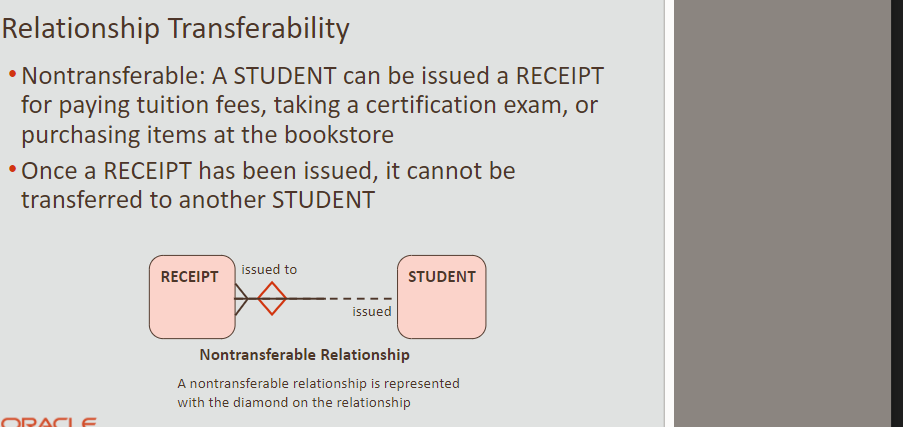 Relationship Transferability
•Nontransferable: A STUDENT can be issued a RECEIPT
for paying tuition fees, taking a certification exam, or
purchasing items at the bookstore
•Once a RECEIPT has been issued, it cannot be
transferred to another STUDENT
issued to
RECEIPT
STUDENT
issued
Nontransferable Relationship
A nontransferable relationship is represented
with the diamond on the relationship
ORACLE